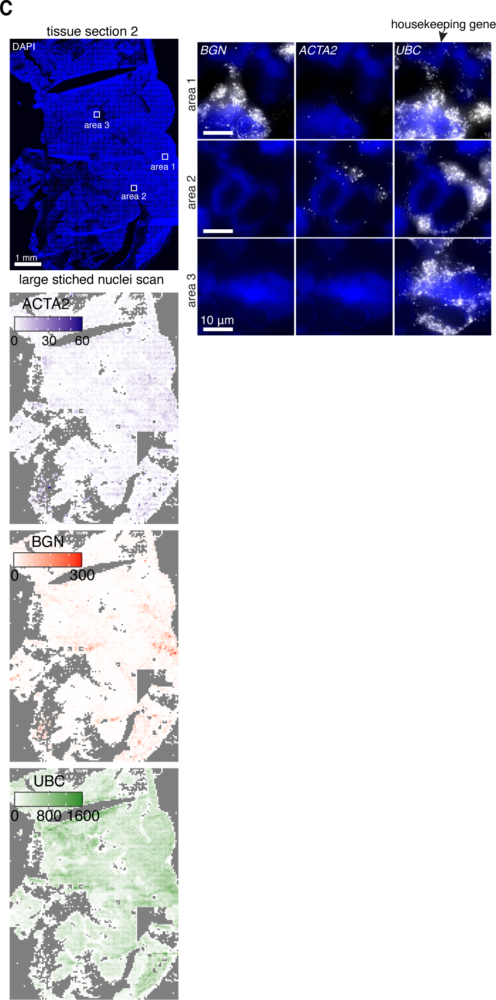 C
tissue section 2
DAPI
area 3
area 1
area 2
1 mm
large stiched nuclei scan
housekeeping gene
BGN
ACTA2
UBC
area 1
area 2
area 3
10 µm
ACTA2
0 30 60
BGN
0 300
UBC
0 800 1600